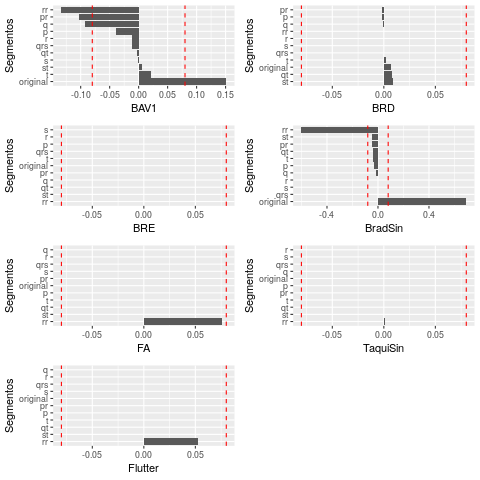 Segmentos
rr
pr
q
p
r
qrs
qt
s
st
t
original
-0.10
-0.05
0.00
0.05
0.10
0.15
BAV1
Segmentos
pr
p
q
rr
r
s
qrs
t
original
qt
st
-0.05
0.00
0.05
BRD
Segmentos
s
r
p
qrs
t
original
pr
q
qt
st
rr
-0.05
0.00
0.05
BRE
Segmentos
rr
st
pr
qt
t
p
q
r
s
qrs
original
-0.4
0.0
0.4
BradSin
Segmentos
q
r
qrs
s
pr
original
p
t
qt
st
rr
-0.05
0.00
0.05
FA
Segmentos
r
s
qrs
q
original
p
pr
t
qt
st
rr
-0.05
0.00
0.05
TaquiSin
Segmentos
q
r
qrs
s
original
pr
p
t
qt
st
rr
-0.05
0.00
0.05
Flutter